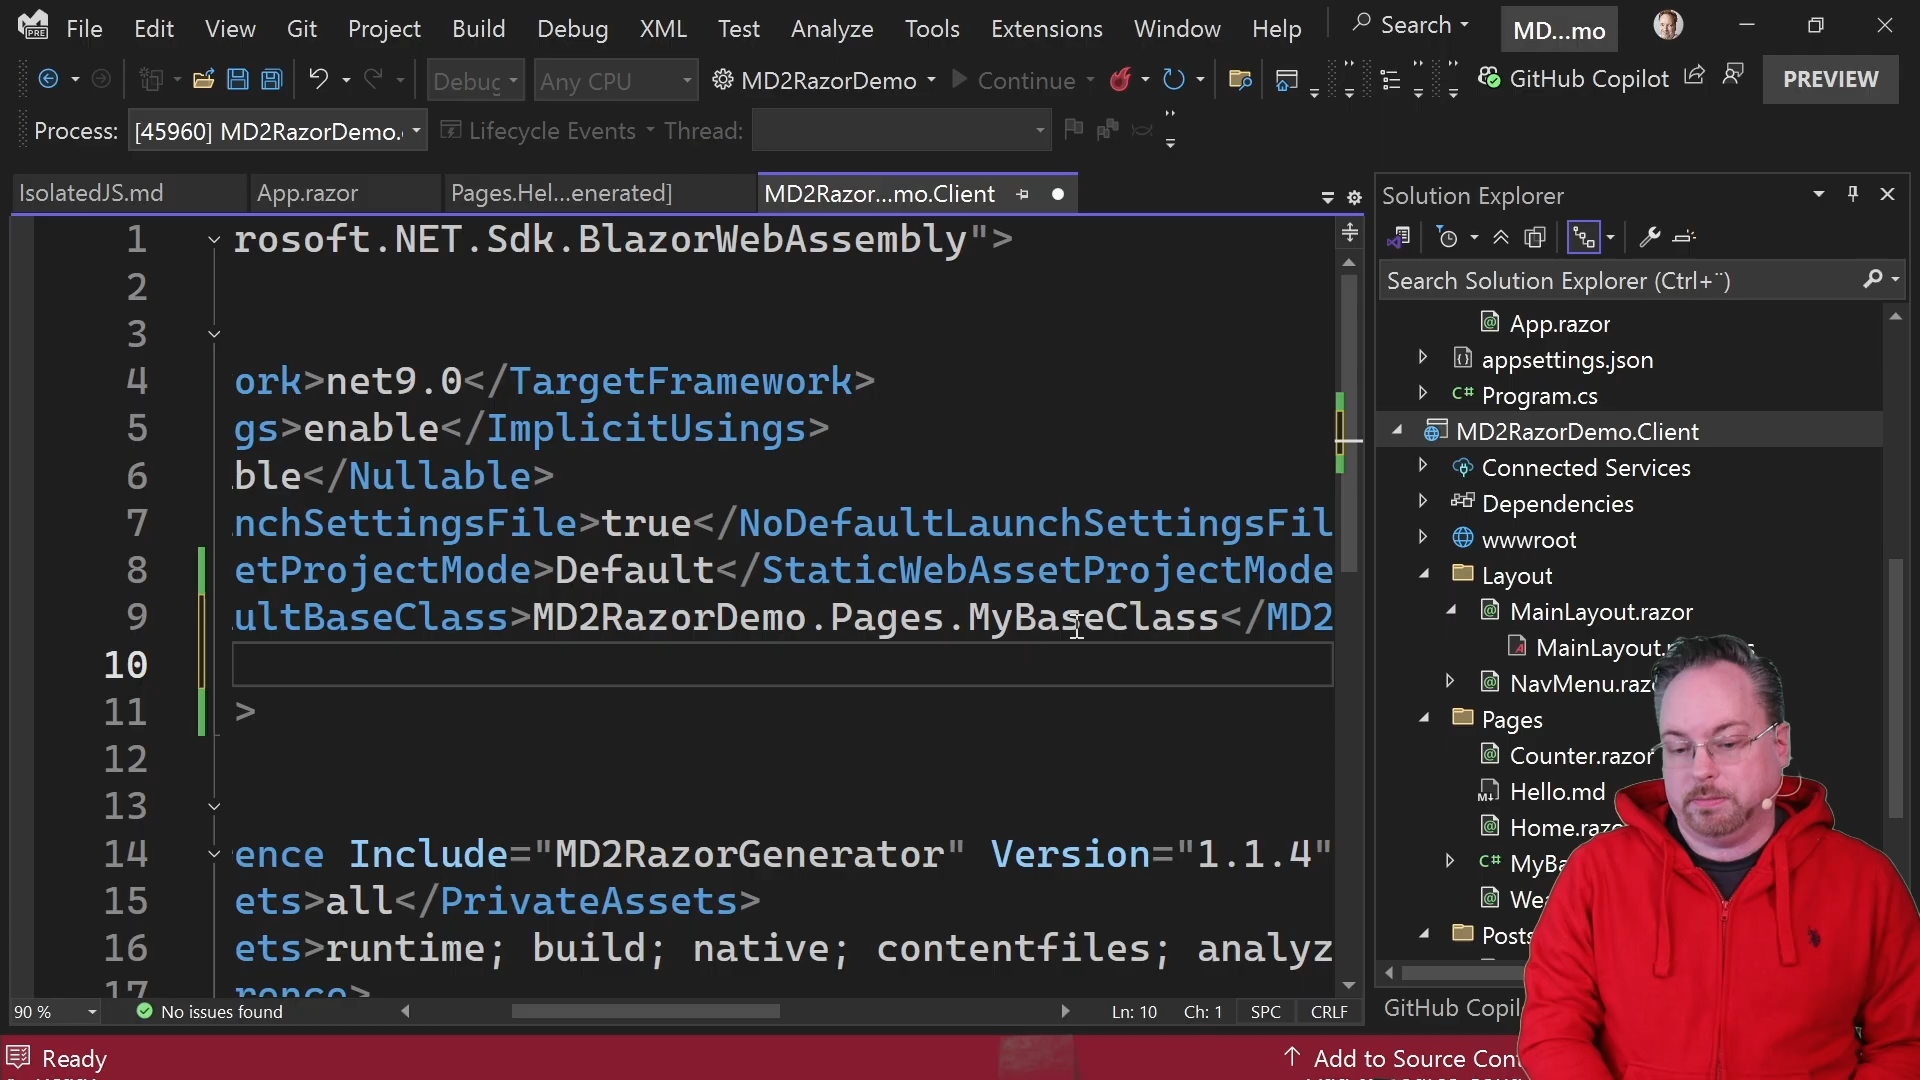 File Edit View Git Project Build Debug XML Test Analyze Tools Extensions Window Help Search MD...mo
PRE
Debug Any CPU MD2RazorDemo Continue GitHub Copilot PREVIEW
Process: [45960] MD2RazorDemo. Lifecycle Events Thread:
IsolatedJS.md App.razor Pages.Hel...enerated] MD2Razor...mo.Client
1 rosoft.NET.Sdk.BlazorWebAssembly">
2
3
4 ork>net9.0</TargetFramework>
5 gs>enable</ImplicitUsings>
6 ble</Nullable>
7 nchSettingsFile>true</NoDefaultLaunchSettingsFil
8 etProjectMode>Default</StaticWebAssetProjectMode
9 ultBaseClass>MD2RazorDemo.Pages.MyBaseClass</MD2
10
11 >
12
13
14 ence Include="MD2RazorGenerator" Version="1.1.4"
15 ets>all</PrivateAssets>
16 ets>runtime; build; native; contentfiles; analyz
17 rence>
90 % No issues found Ln: 10 Ch: 1 SPC CRLF
Solution Explorer
Search Solution Explorer (Ctrl+¨)
App.razor
appsettings.json
C# Program.cs
MD2RazorDemo.Client
Connected Services
Dependencies
wwwroot
Layout
MainLayout.razor
MainLayout.
NavMenu.raz
Pages
Counter.razor
M↓ Hello.md
Home.razo
C# MyBa
Wea
Posts
GitHub Copil
Ready Add to Source Cont